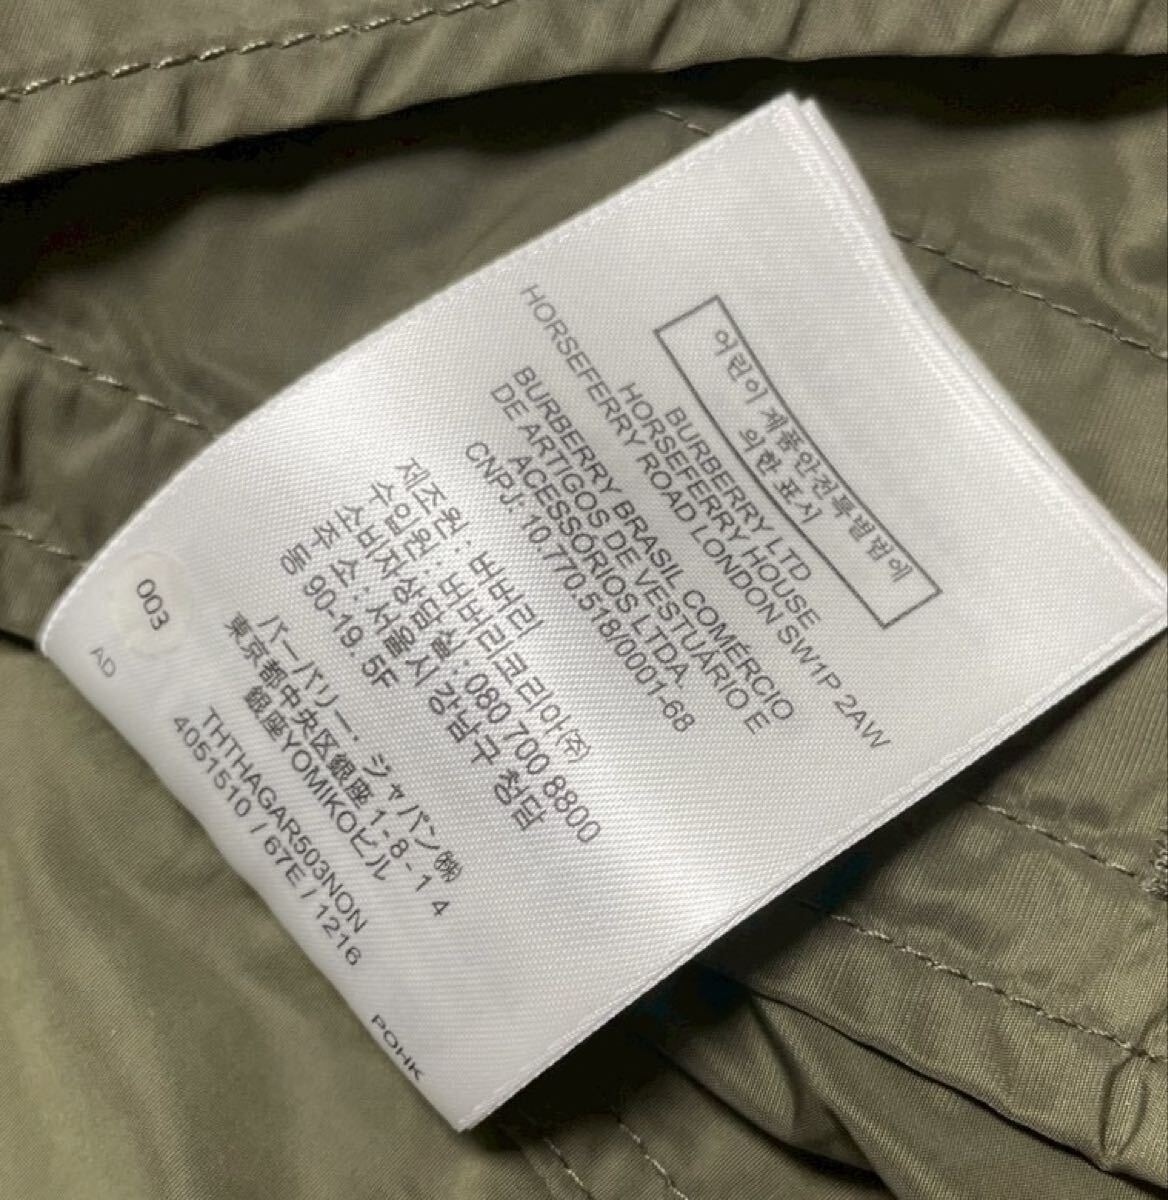 어린이제품안전특별법에
의한 표시
BURBERRY LTD
HORSEFERRY HOUSE
HORSEFERRY ROAD LONDON SW1P 2AW
BURBERRY BRASIL COMÉRCIO
DE ARTIGOS DE VESTUÁRIO E
ACESSÓRIOS LTDA.
CNPJ: 10.770.518/0001-68
제조원 : 버버리
수입원 : 버버리코리아㈜
소비자상담실 : 080 700 8800
주 소 : 서울시 강남구 청담
동 90-19. 5F
バーバリー・ジャパン㈱
東京都中央区銀座1-8-14
銀座YOMIKOビル
THTHAGAR503NON
4051510 / 67E / 1216
003
AD
POHK